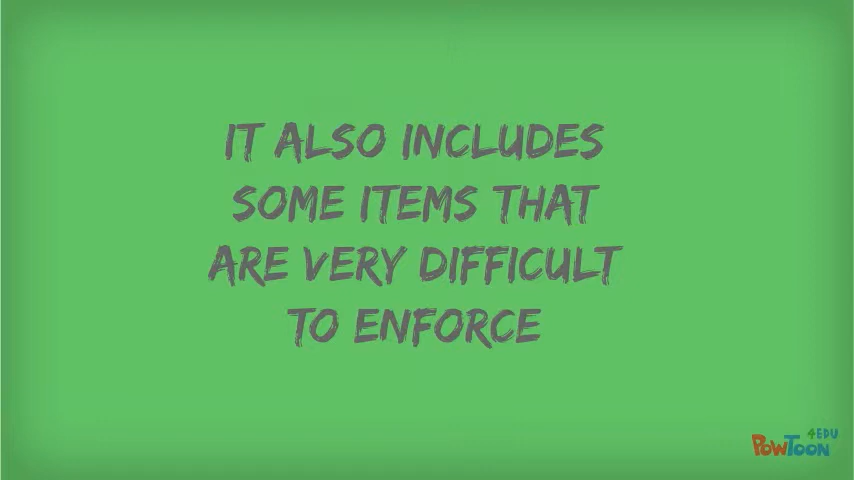 IT ALSO INCLUDES
SOME ITEMS THAT
ARE VERY DIFFICULT
TO ENFORCE
4EDU
POWTOON